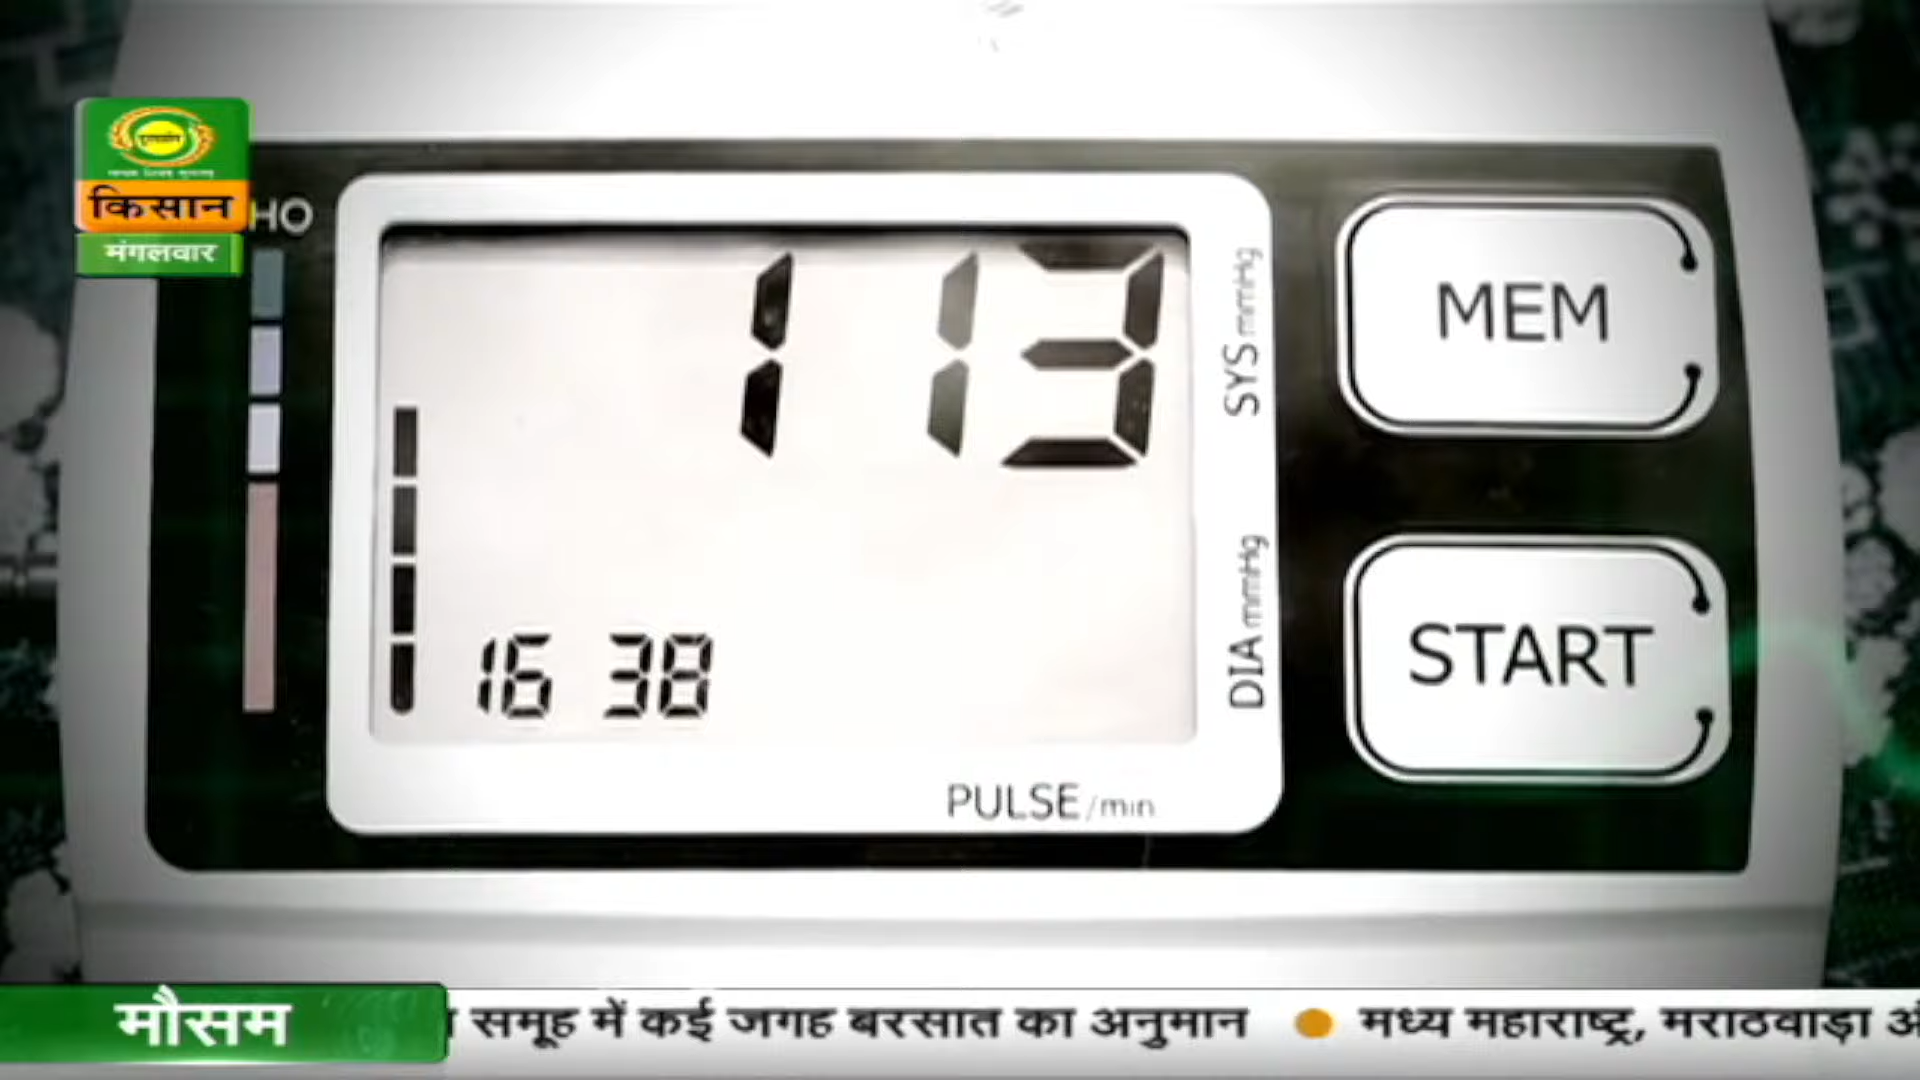 किसान
मंगलवार
HO
113
SYS mmHg
MEM
DIA mmHg
START
16 38
PULSE/min
मौसम
समूह में कई जगह बरसात का अनुमान
मध्य महाराष्ट्र, मराठवाड़ा